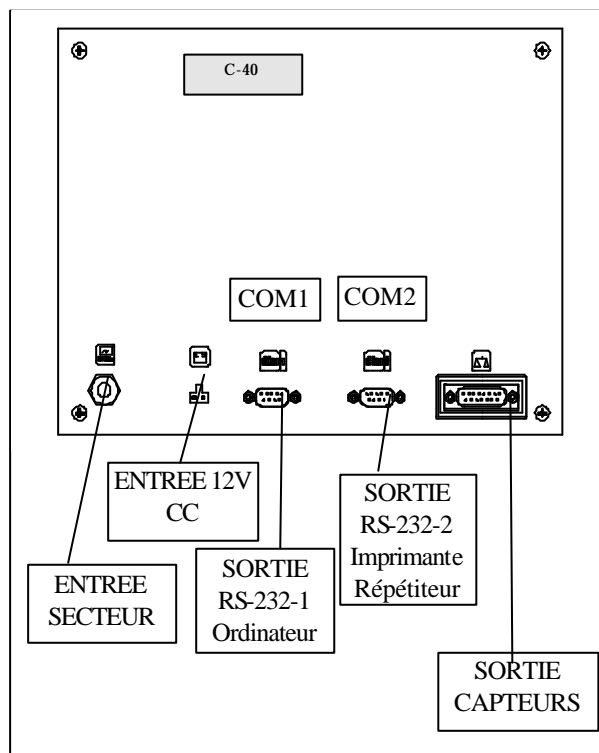 C-40
COM1
COM2
ENTREE 12V
CC
SORTIE
RS-232-2
Imprimante
Répétiteur
ENTREE
SECTEUR
SORTIE
RS-232-1
Ordinateur
SORTIE
CAPTEURS